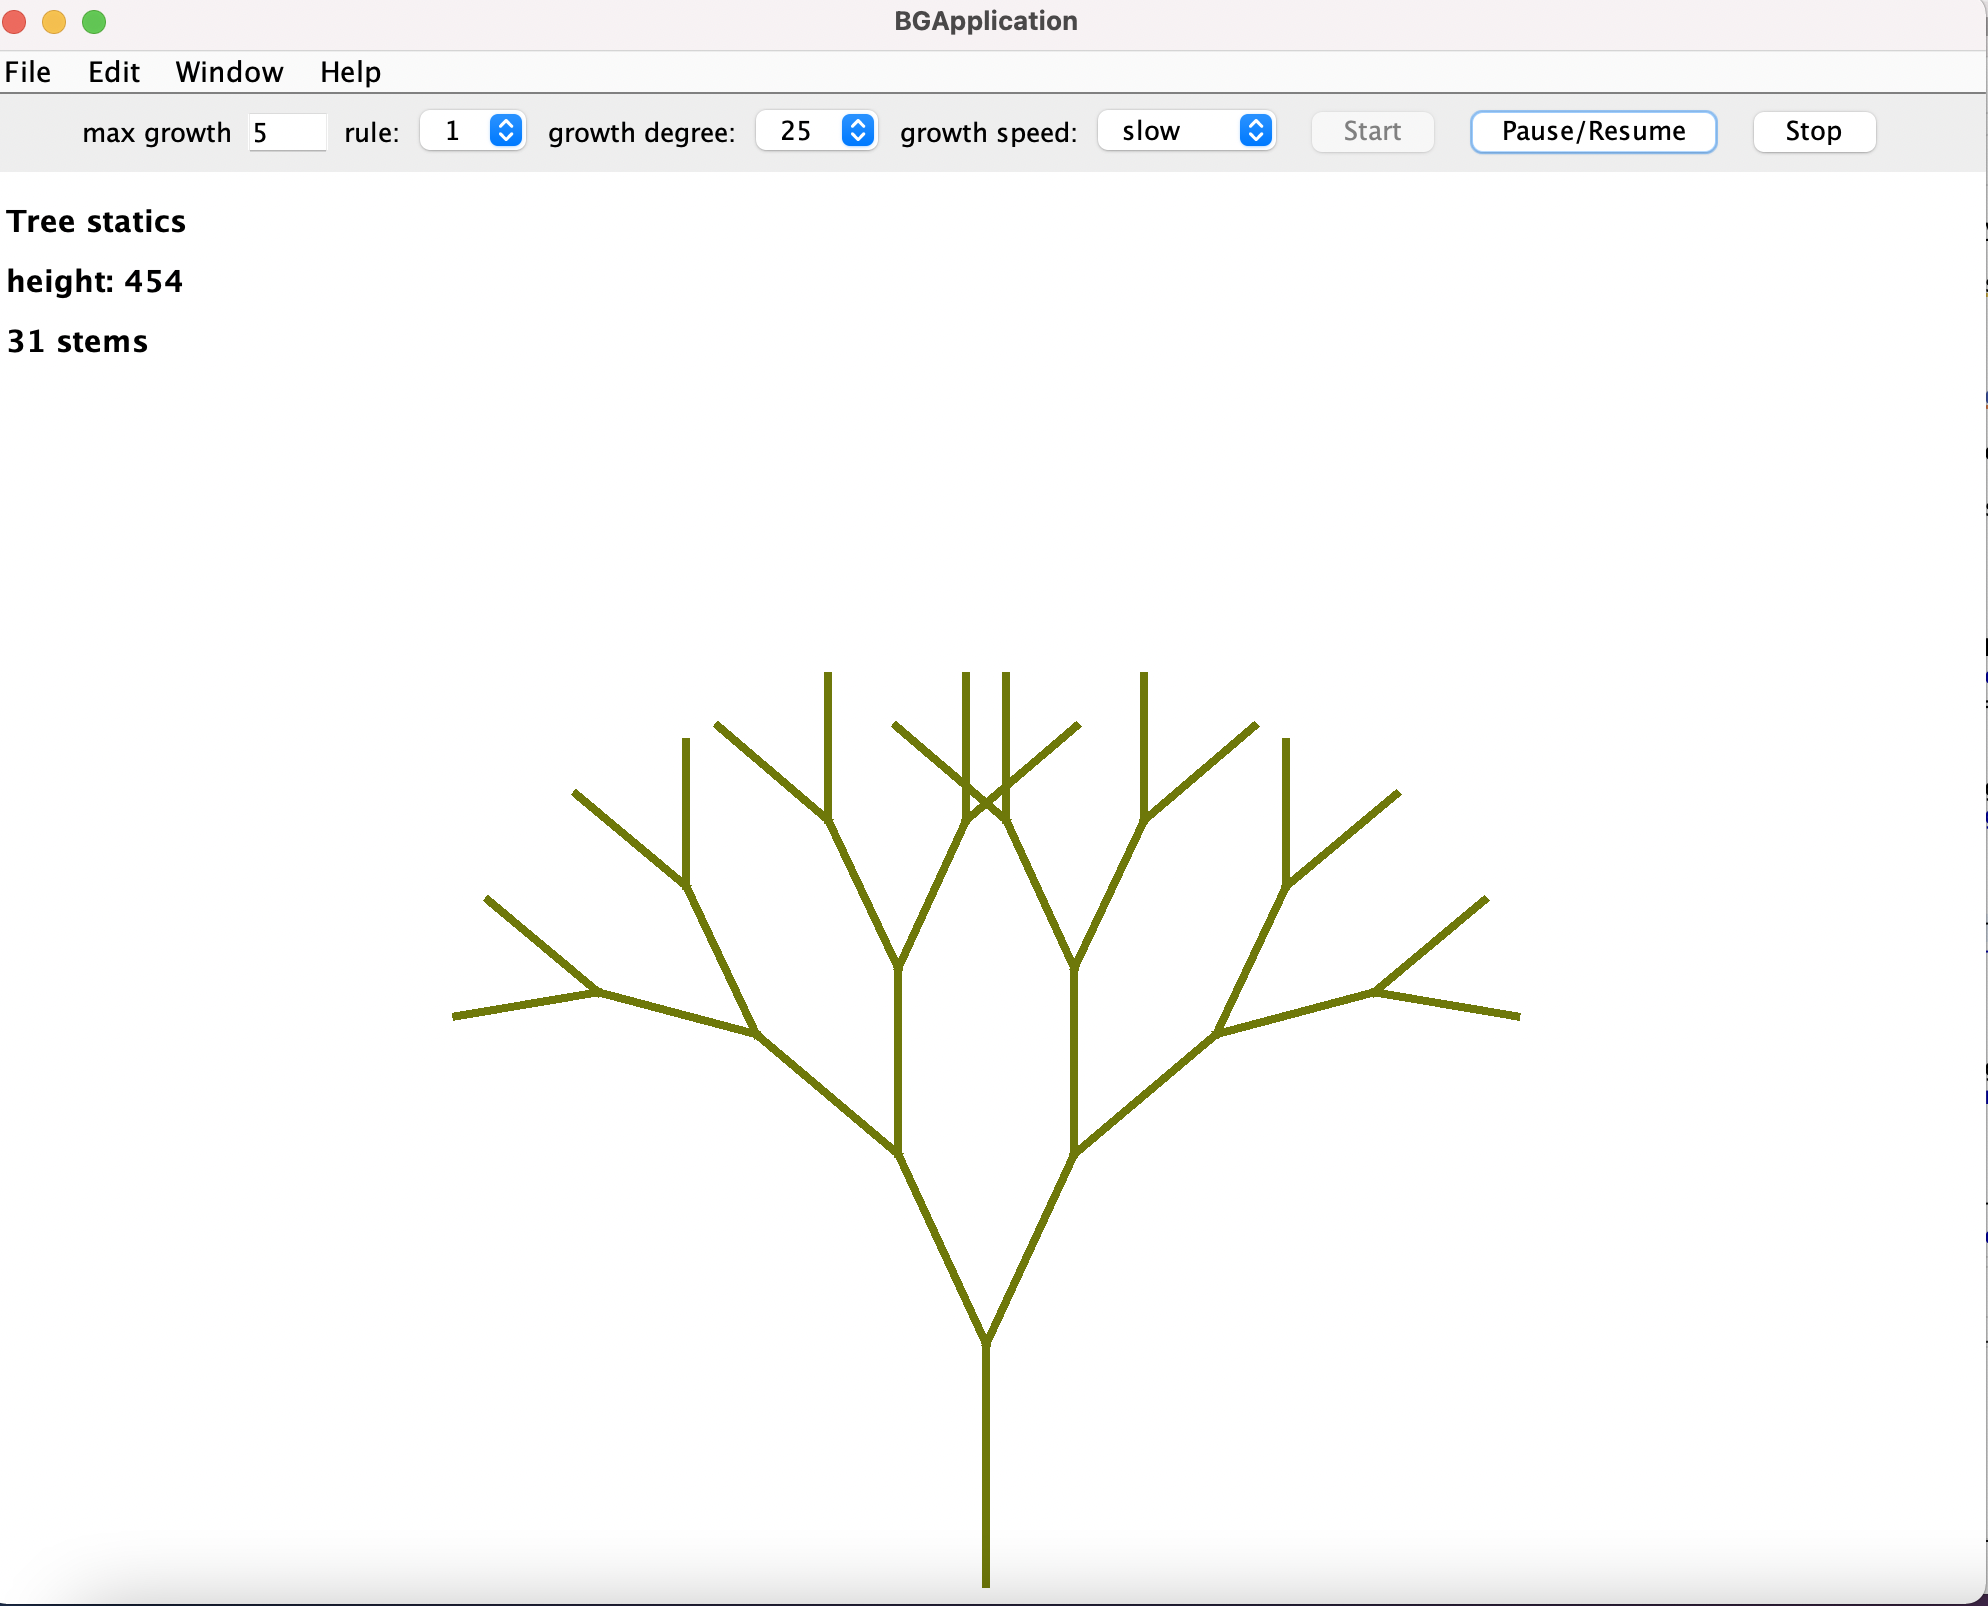 BGApplication
File Edit Window Help
max growth 5 rule: 1 growth degree: 25 growth speed: slow Start Pause/Resume Stop
Tree statics
height: 454
31 stems